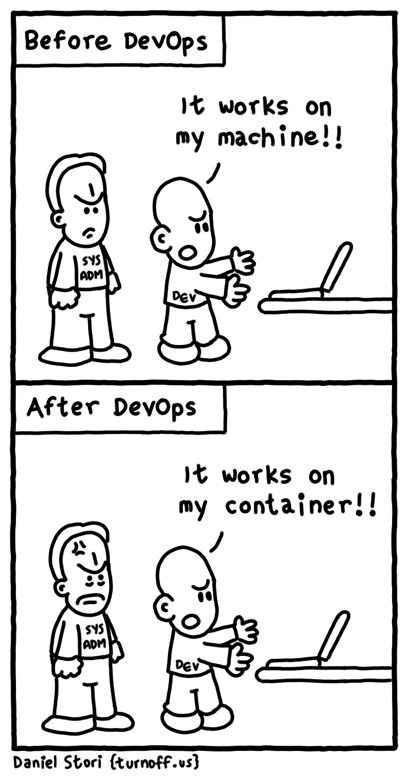 Before DevOps
It works on
my machine!!
SYS
ADM
DEV
After DevOps
It works on
my container!!
SYS
ADM
DEV
Daniel Stori {turnoff.us}